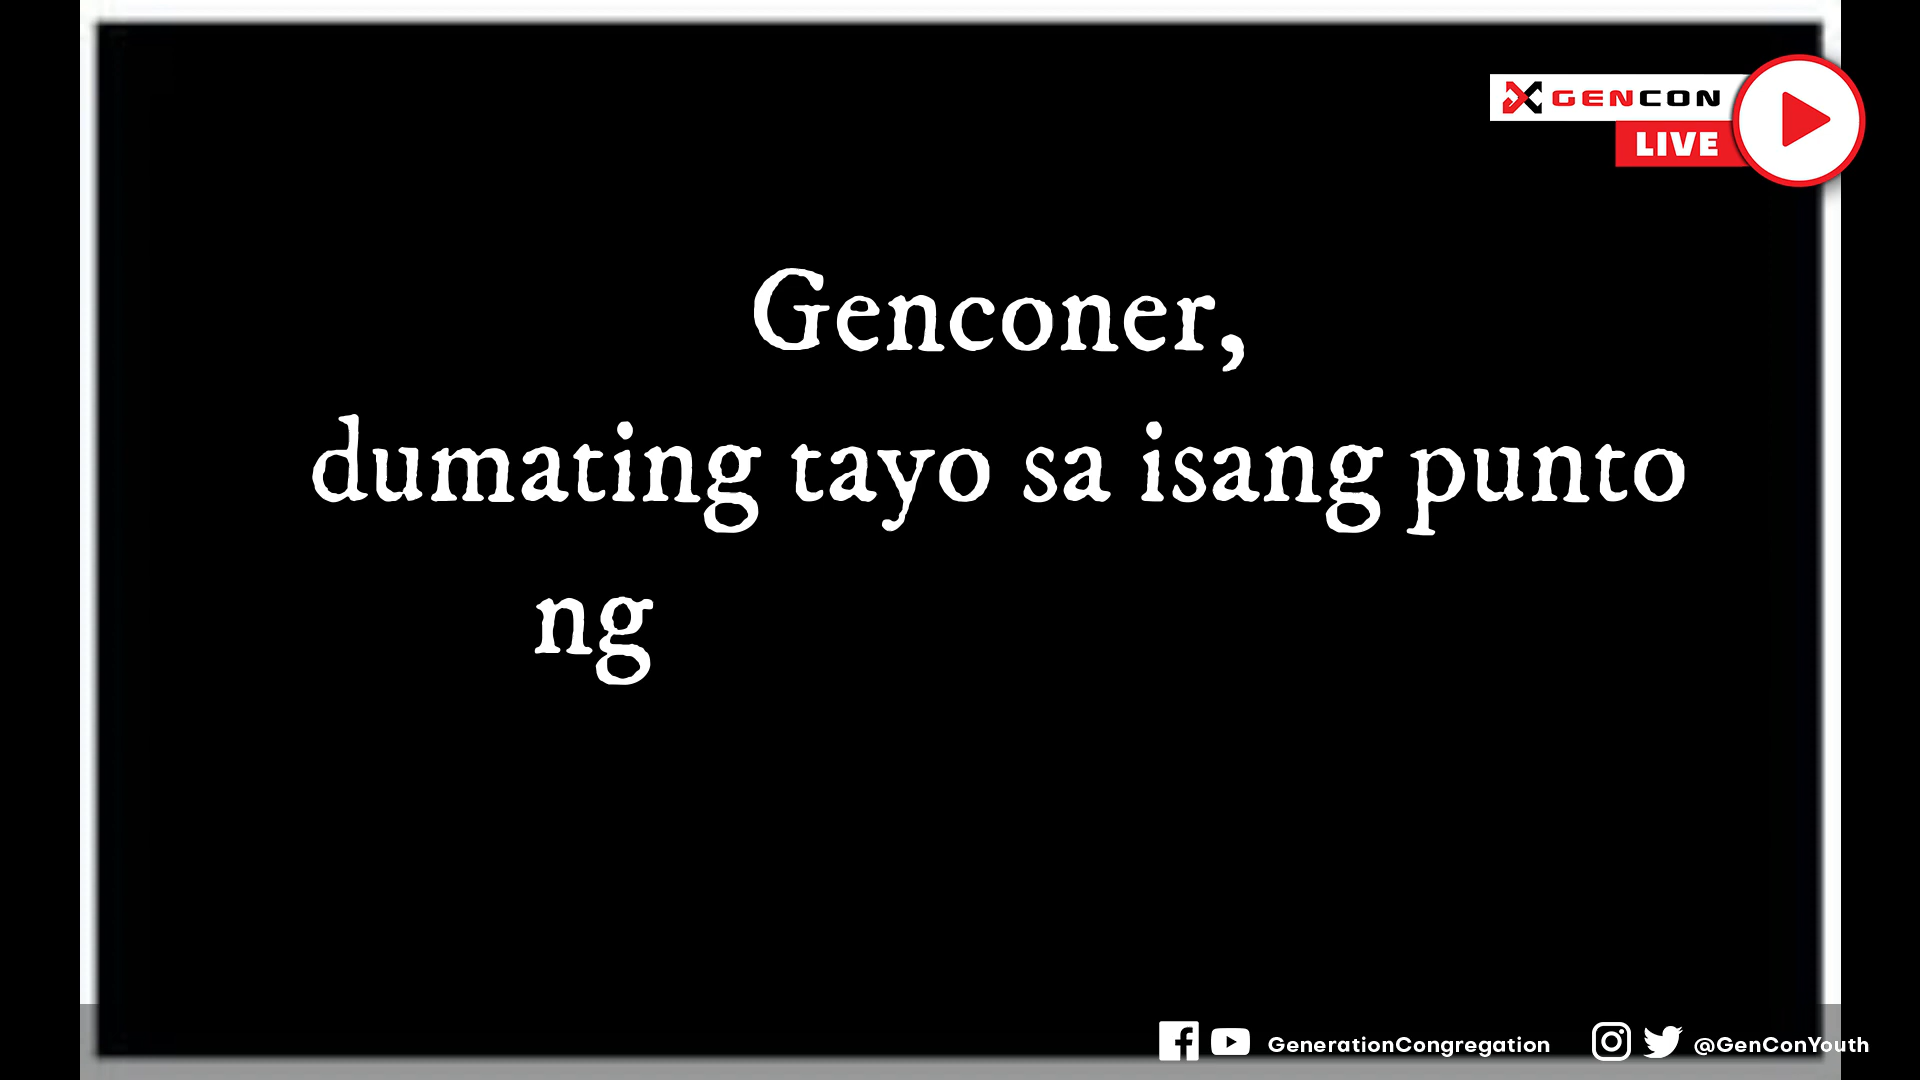 GENCON
LIVE
Genconer,
dumating tayo sa isang punto
ng
GenerationCongregation
@GenConYouth